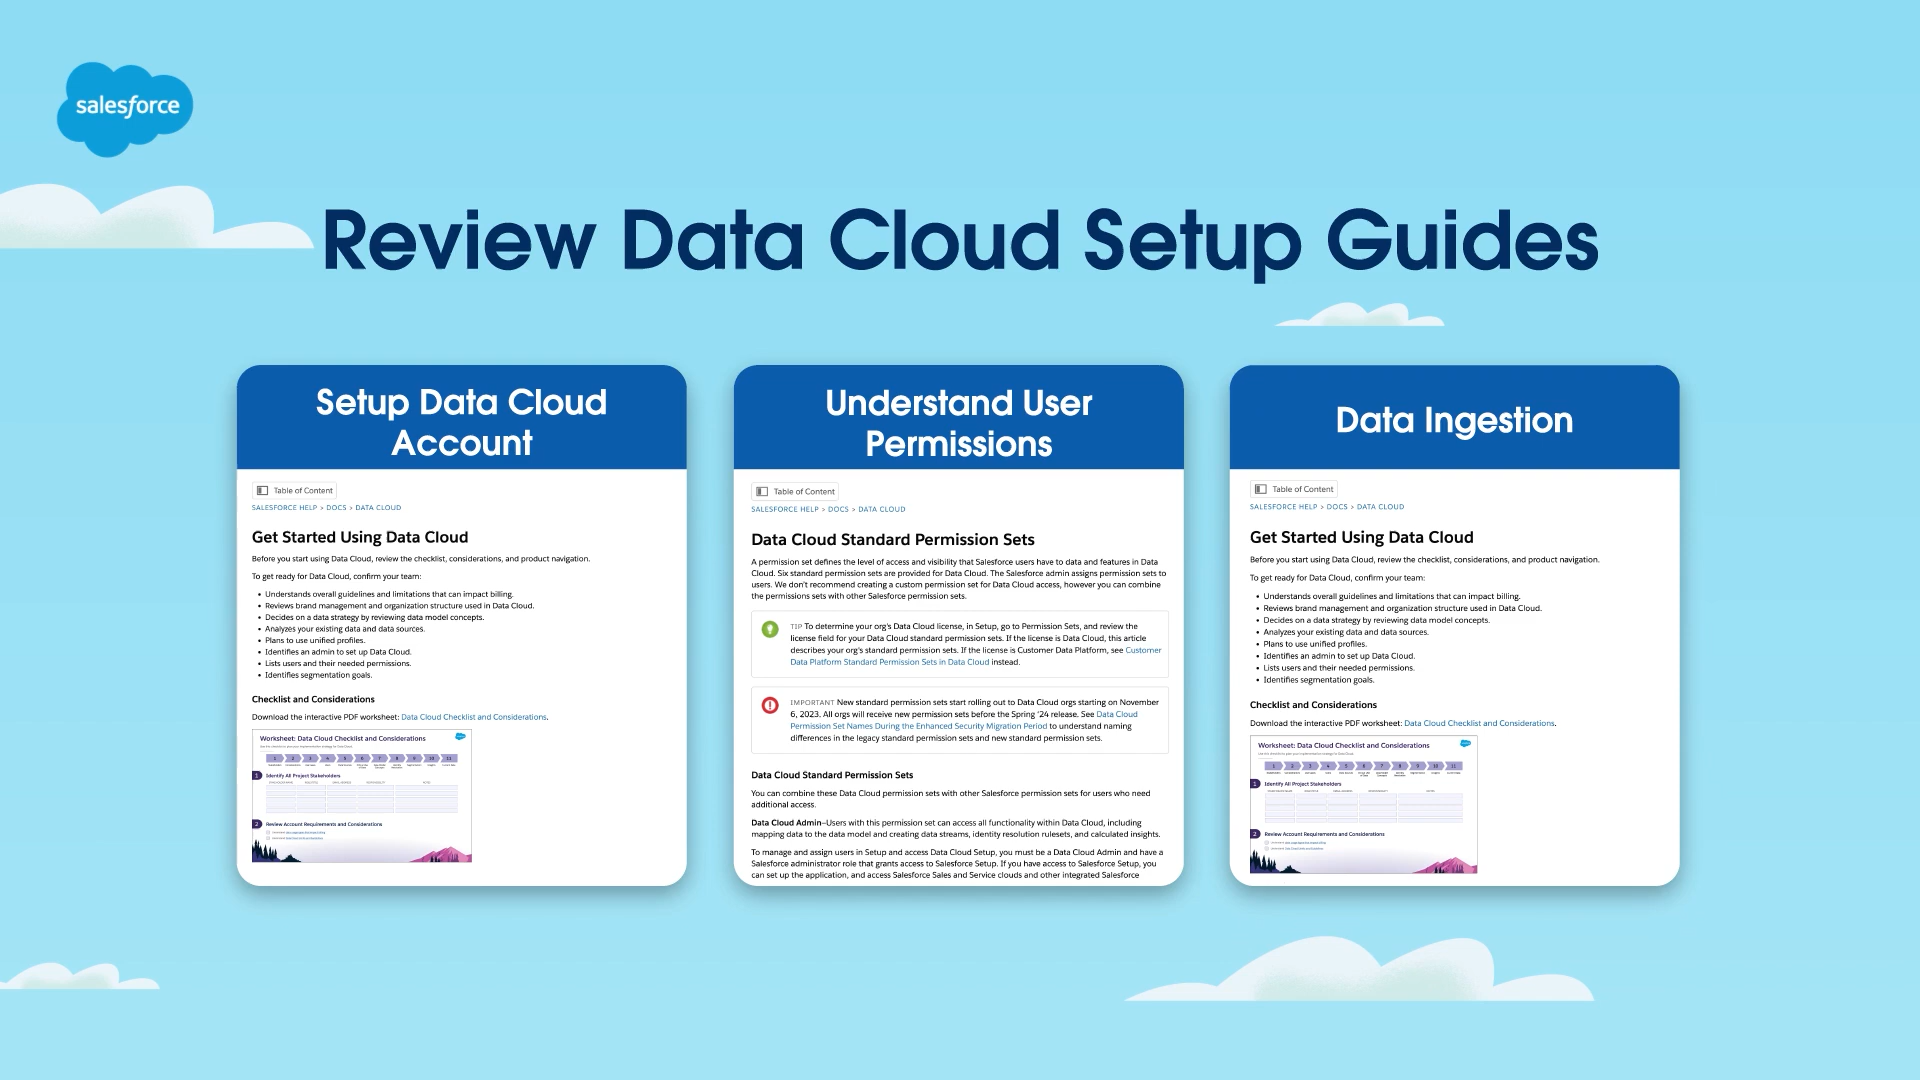 salesforce
Review Data Cloud Setup Guides
Setup Data Cloud
Account
Table of Content
SALESFORCE HELP > DOCS > DATA CLOUD
Get Started Using Data Cloud
Before you start using Data Cloud, review the checklist, considerations, and product navigation.
To get ready for Data Cloud, confirm your team:
• Understands overall guidelines and limitations that can impact billing.
• Reviews brand management and organization structure used in Data Cloud.
• Decides on a data strategy by reviewing data model concepts.
• Analyzes your existing data and data sources.
• Plans to use unified profiles.
• Identifies an admin to set up Data Cloud.
• Lists users and their needed permissions.
• Identifies segmentation goals.
Checklist and Considerations
Download the interactive PDF worksheet: Data Cloud Checklist and Considerations.
Worksheet: Data Cloud Checklist and Considerations
1 2 3 4 5 6 7 8 9 10 11
1 Identify All Project Stakeholders
2 Review Account Requirements and Considerations
Understand User
Permissions
Table of Content
SALESFORCE HELP > DOCS > DATA CLOUD
Data Cloud Standard Permission Sets
A permission set defines the level of access and visibility that Salesforce users have to data and features in Data
Cloud. Six standard permission sets are provided for Data Cloud. The Salesforce admin assigns permission sets to
users. We don't recommend creating a custom permission set for Data Cloud access, however you can combine
the permissions sets with other Salesforce permission sets.
TIP To determine your org's Data Cloud license, in Setup, go to Permission Sets, and review the
license field for your Data Cloud standard permission sets. If the license is Data Cloud, this article
describes your org's standard permission sets. If the license is Customer Data Platform, see Customer
Data Platform Standard Permission Sets in Data Cloud instead.
IMPORTANT New standard permission sets start rolling out to Data Cloud orgs starting on November
6, 2023. All orgs will receive new permission sets before the Spring '24 release. See Data Cloud
Permission Set Names During the Enhanced Security Migration Period to understand naming
differences in the legacy standard permission sets and new standard permission sets.
Data Cloud Standard Permission Sets
You can combine these Data Cloud permission sets with other Salesforce permission sets for users who need
additional access.
Data Cloud Admin–Users with this permission set can access all functionality within Data Cloud, including
mapping data to the data model and creating data streams, identity resolution rulesets, and calculated insights.
To manage and assign users in Setup and access Data Cloud Setup, you must be a Data Cloud Admin and have a
Salesforce administrator role that grants access to Salesforce Setup. If you have access to Salesforce Setup, you
can set up the application, and access Salesforce Sales and Service clouds and other integrated Salesforce
Data Ingestion
Table of Content
SALESFORCE HELP > DOCS > DATA CLOUD
Get Started Using Data Cloud
Before you start using Data Cloud, review the checklist, considerations, and product navigation.
To get ready for Data Cloud, confirm your team:
• Understands overall guidelines and limitations that can impact billing.
• Reviews brand management and organization structure used in Data Cloud.
• Decides on a data strategy by reviewing data model concepts.
• Analyzes your existing data and data sources.
• Plans to use unified profiles.
• Identifies an admin to set up Data Cloud.
• Lists users and their needed permissions.
• Identifies segmentation goals.
Checklist and Considerations
Download the interactive PDF worksheet: Data Cloud Checklist and Considerations.
Worksheet: Data Cloud Checklist and Considerations
1 2 3 4 5 6 7 8 9 10 11
1 Identify All Project Stakeholders
2 Review Account Requirements and Considerations